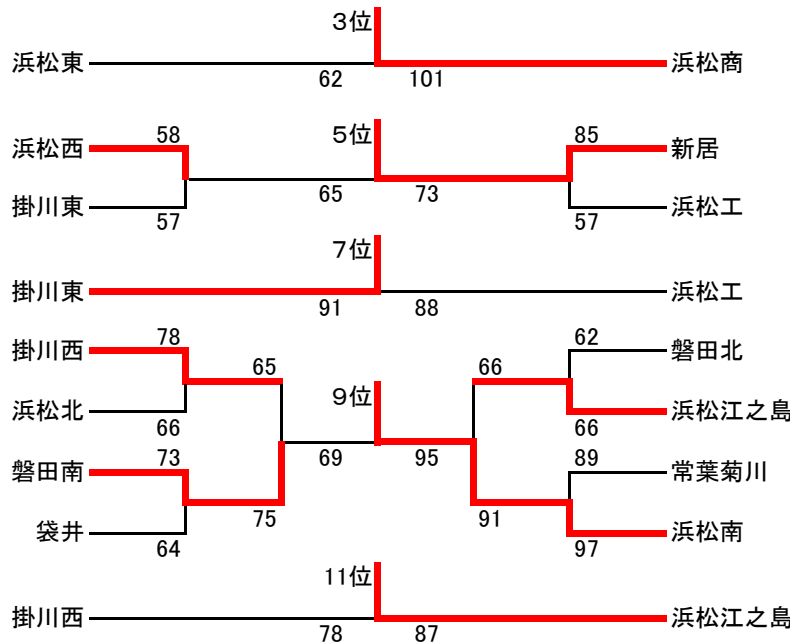 3位
浜松東
浜松商
62 101
58 5位 85
浜松西
新居
65 73
掛川東
浜松工
57 57
7位
掛川東
浜松工
91 88
78 62
掛川西
磐田北
65 66
9位
浜松北
浜松江之島
66 66
69 95
73 89
磐田南
常葉菊川
75 91
袋井
浜松南
64 97
11位
掛川西
浜松江之島
78 87